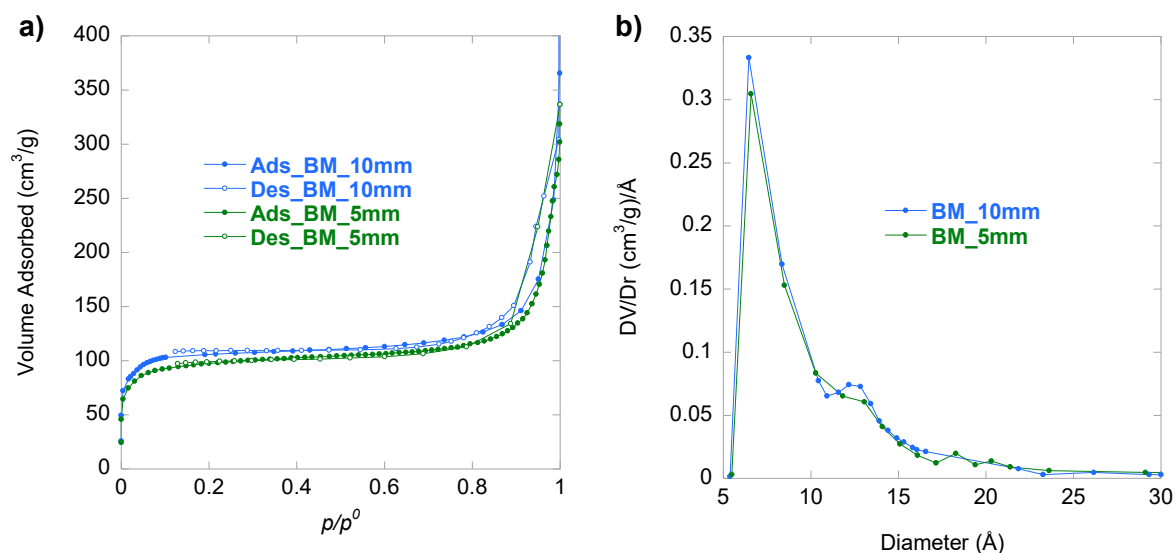 a)
Volume Adsorbed (cm³/g)
400
350
300
250
200
150
100
50
0
0
0.2
0.4
0.6
0.8
1
p/p⁰
Ads_BM_10mm
Des_BM_10mm
Ads_BM_5mm
Des_BM_5mm
b)
DV/Dr (cm³/g)/Å
0.35
0.3
0.25
0.2
0.15
0.1
0.05
0
5
10
15
20
25
30
Diameter (Å)
BM_10mm
BM_5mm